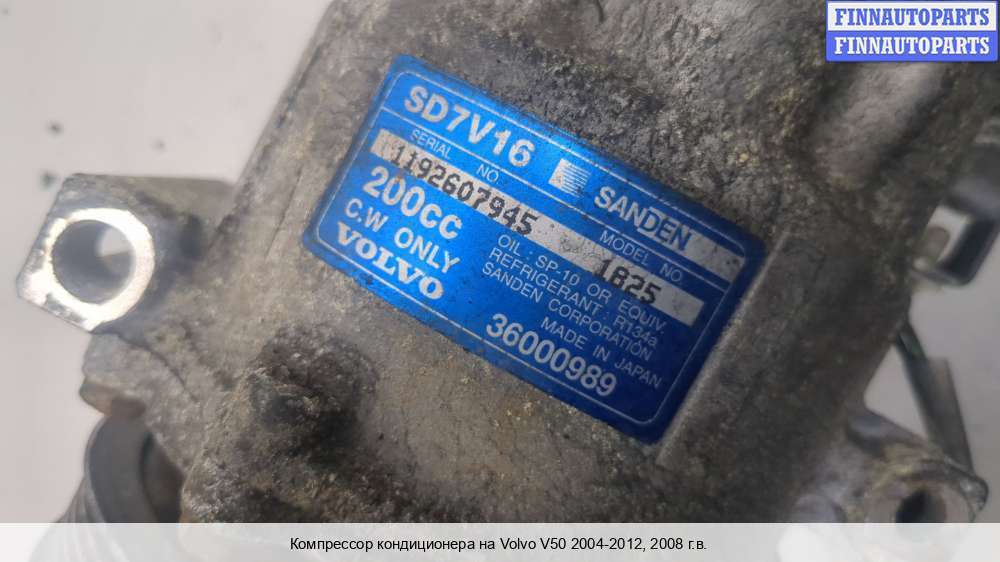 FINNAUTOPARTS
FINNAUTOPARTS
SD7V16 SANDEN
SERIAL NO. MODEL NO.
1192607945 1825
200CC
C.W ONLY
VOLVO
OIL : SP-10 OR EQUIV.
REFRIGERANT : R134a
SANDEN CORPORATION
MADE IN JAPAN
36000989
Компрессор кондиционера на Volvo V50 2004-2012, 2008 г.в.